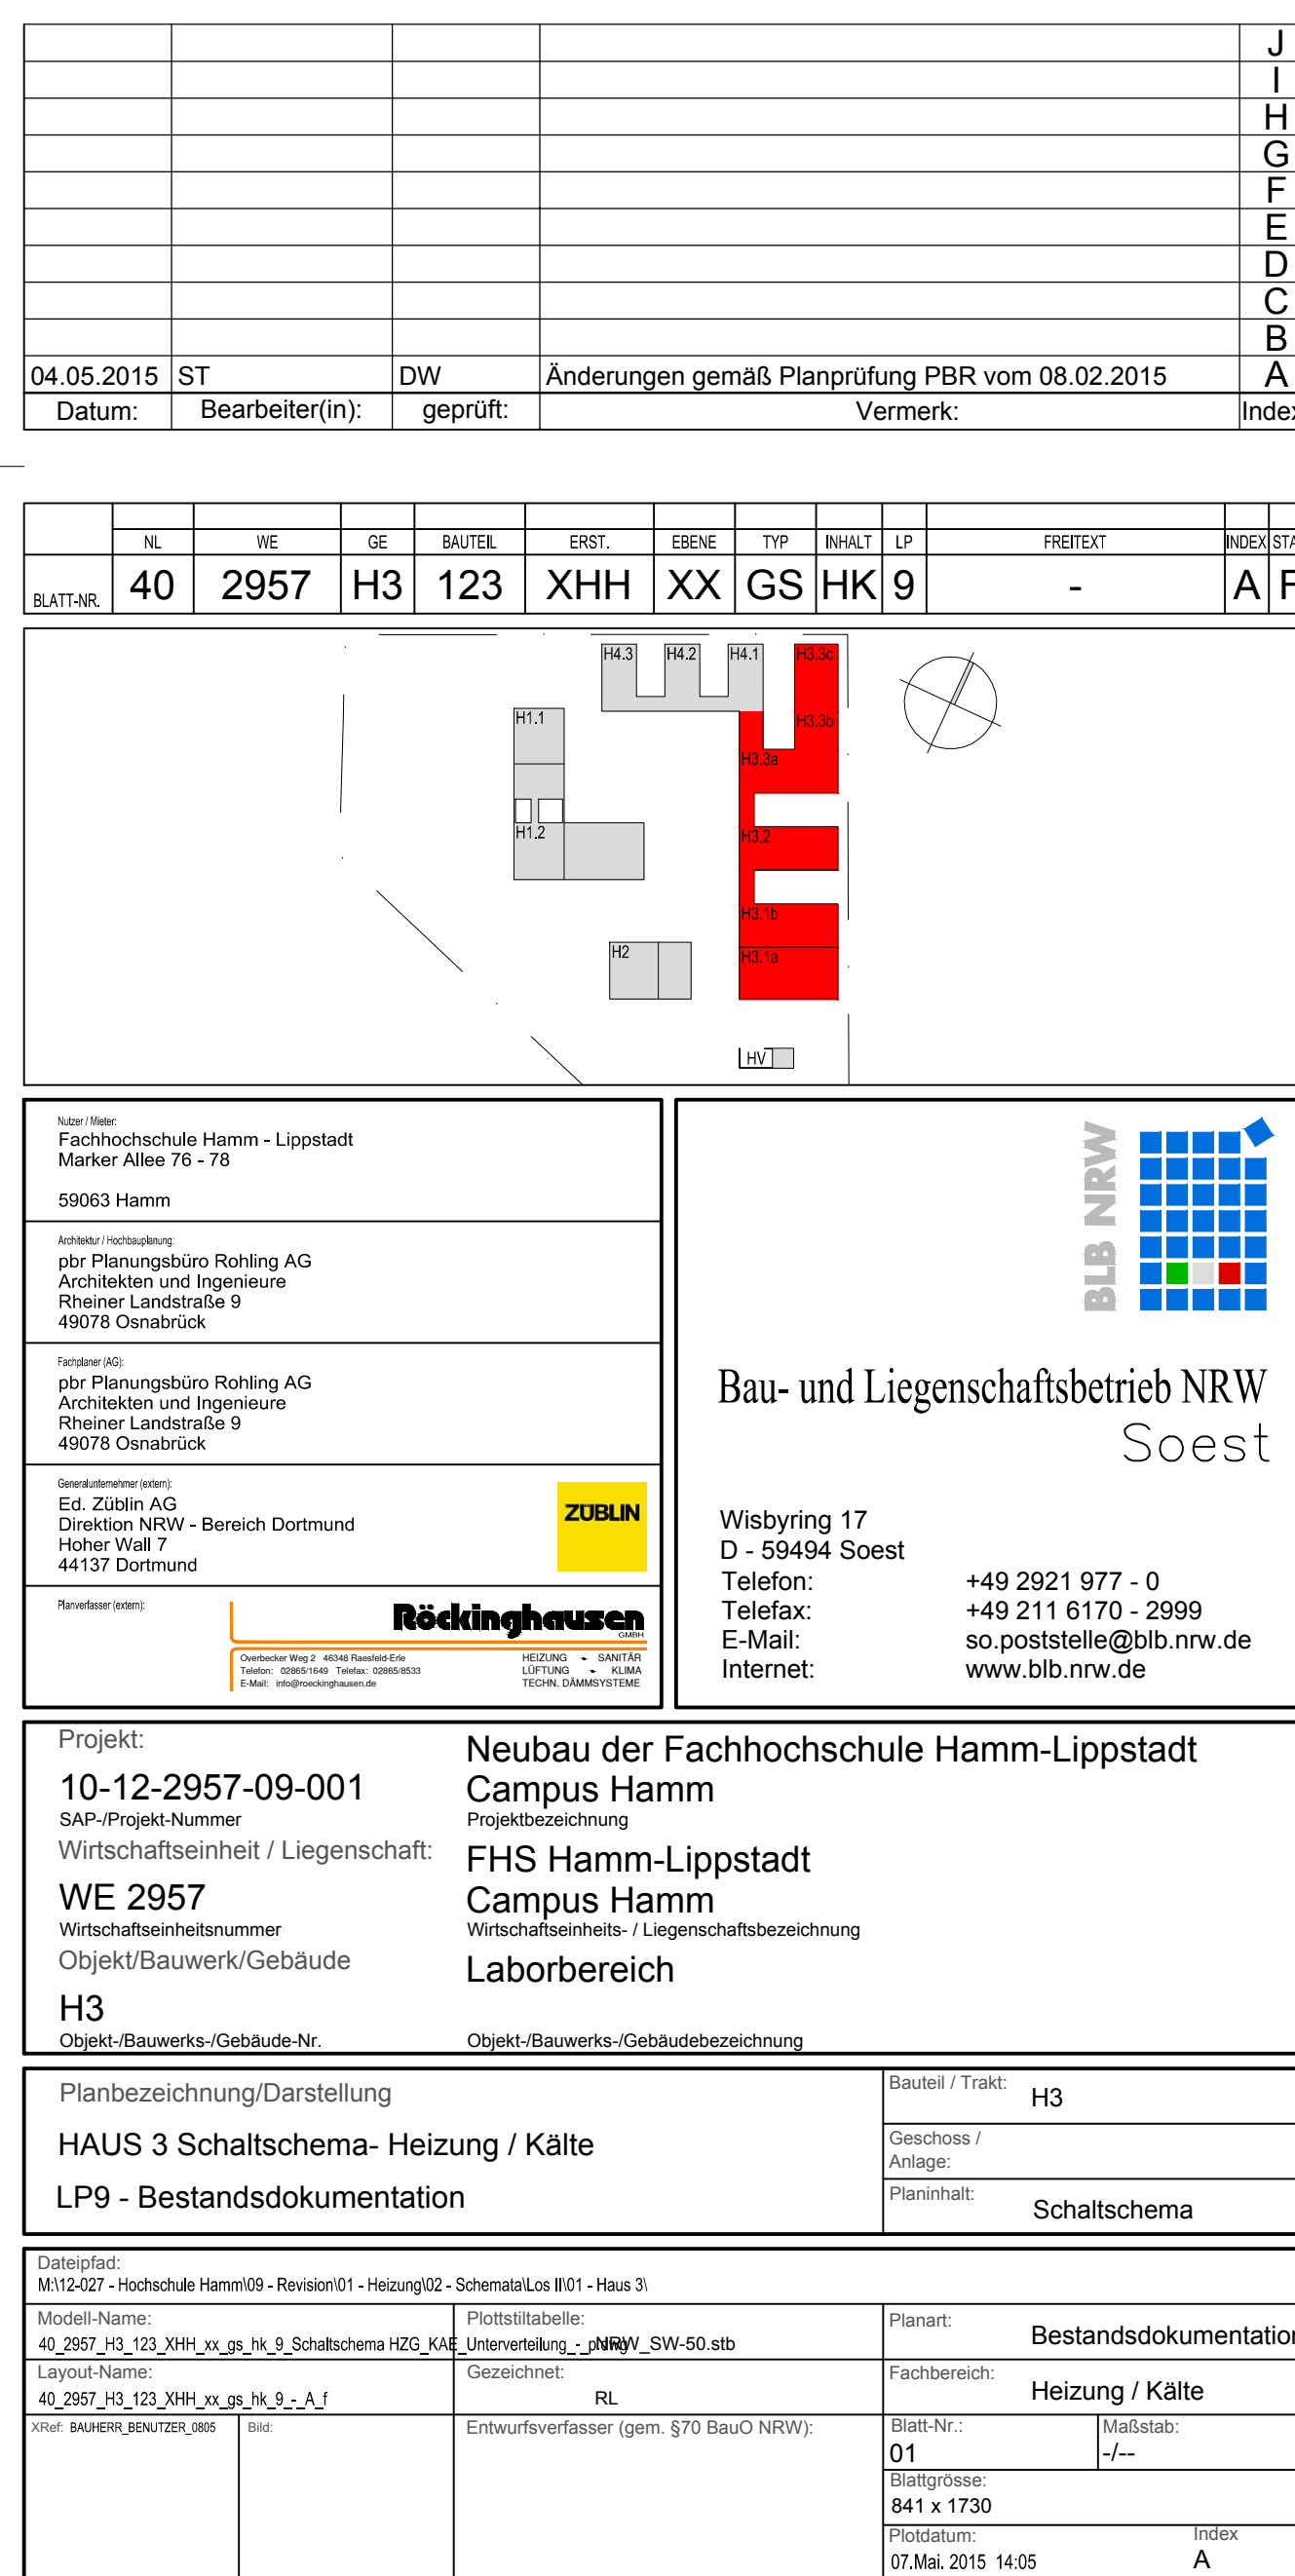 J
I
H
G
F
E
D
C
B
04.05.2015 ST DW Änderungen gemäß Planprüfung PBR vom 08.02.2015 A
Datum: Bearbeiter(in): geprüft: Vermerk: Index
NL WE GE BAUTEIL ERST. EBENE TYP INHALT LP FREITEXT INDEX STA
BLATT-NR. 40 2957 H3 123 XHH XX GS HK 9 - A F
H4.3 H4.2 H4.1 H3.3c
H1.1 H3.3b
H3.3a
H1.2 H3.2
H3.1b
H2 H3.1a
HV
Nutzer / Mieter:
Fachhochschule Hamm - Lippstadt
Marker Allee 76 - 78
59063 Hamm
Architektur / Hochbauplanung:
pbr Planungsbüro Rohling AG
Architekten und Ingenieure
Rheiner Landstraße 9
49078 Osnabrück
Fachplaner (AG):
pbr Planungsbüro Rohling AG
Architekten und Ingenieure
Rheiner Landstraße 9
49078 Osnabrück
Generalunternehmer (extern):
Ed. Züblin AG
Direktion NRW - Bereich Dortmund
Hoher Wall 7
44137 Dortmund
ZÜBLIN
Planverfasser (extern):
Röckinghausen
GMBH
Overbecker Weg 2 46348 Raesfeld-Erle
Telefon: 02865/1649 Telefax: 02865/8533
E-Mail: info@roeckinghausen.de
HEIZUNG SANITÄR
LÜFTUNG KLIMA
TECHN. DÄMMSYSTEME
BLB NRW
Bau- und Liegenschaftsbetrieb NRW
Soest
Wisbyring 17
D - 59494 Soest
Telefon: +49 2921 977 - 0
Telefax: +49 211 6170 - 2999
E-Mail: so.poststelle@blb.nrw.de
Internet: www.blb.nrw.de
Projekt: Neubau der Fachhochschule Hamm-Lippstadt
10-12-2957-09-001 Campus Hamm
SAP-/Projekt-Nummer Projektbezeichnung
Wirtschaftseinheit / Liegenschaft: FHS Hamm-Lippstadt
WE 2957 Campus Hamm
Wirtschaftseinheitsnummer Wirtschaftseinheits- / Liegenschaftsbezeichnung
Objekt/Bauwerk/Gebäude Laborbereich
H3
Objekt-/Bauwerks-/Gebäude-Nr. Objekt-/Bauwerks-/Gebäudebezeichnung
Planbezeichnung/Darstellung
HAUS 3 Schaltschema- Heizung / Kälte
LP9 - Bestandsdokumentation
Bauteil / Trakt: H3
Geschoss /
Anlage:
Planinhalt: Schaltschema
Dateipfad:
M:\12-027 - Hochschule Hamm\09 - Revision\01 - Heizung\02 - Schemata\Los II\01 - Haus 3\
Modell-Name: Plottstiltabelle: Planart:
40_2957_H3_123_XHH_xx_gs_hk_9_Schaltschema HZG_KAE_Unterverteilung_-_p.dwg NRW_SW-50.stb Bestandsdokumentation
Layout-Name: Gezeichnet: Fachbereich:
40_2957_H3_123_XHH_xx_gs_hk_9_-_A_f RL Heizung / Kälte
XRef: BAUHERR_BENUTZER_0805 Bild: Entwurfsverfasser (gem. §70 BauO NRW): Blatt-Nr.: Maßstab:
01 -/--
Blattgrösse:
841 x 1730
Plotdatum: Index
07.Mai. 2015 14:05 A